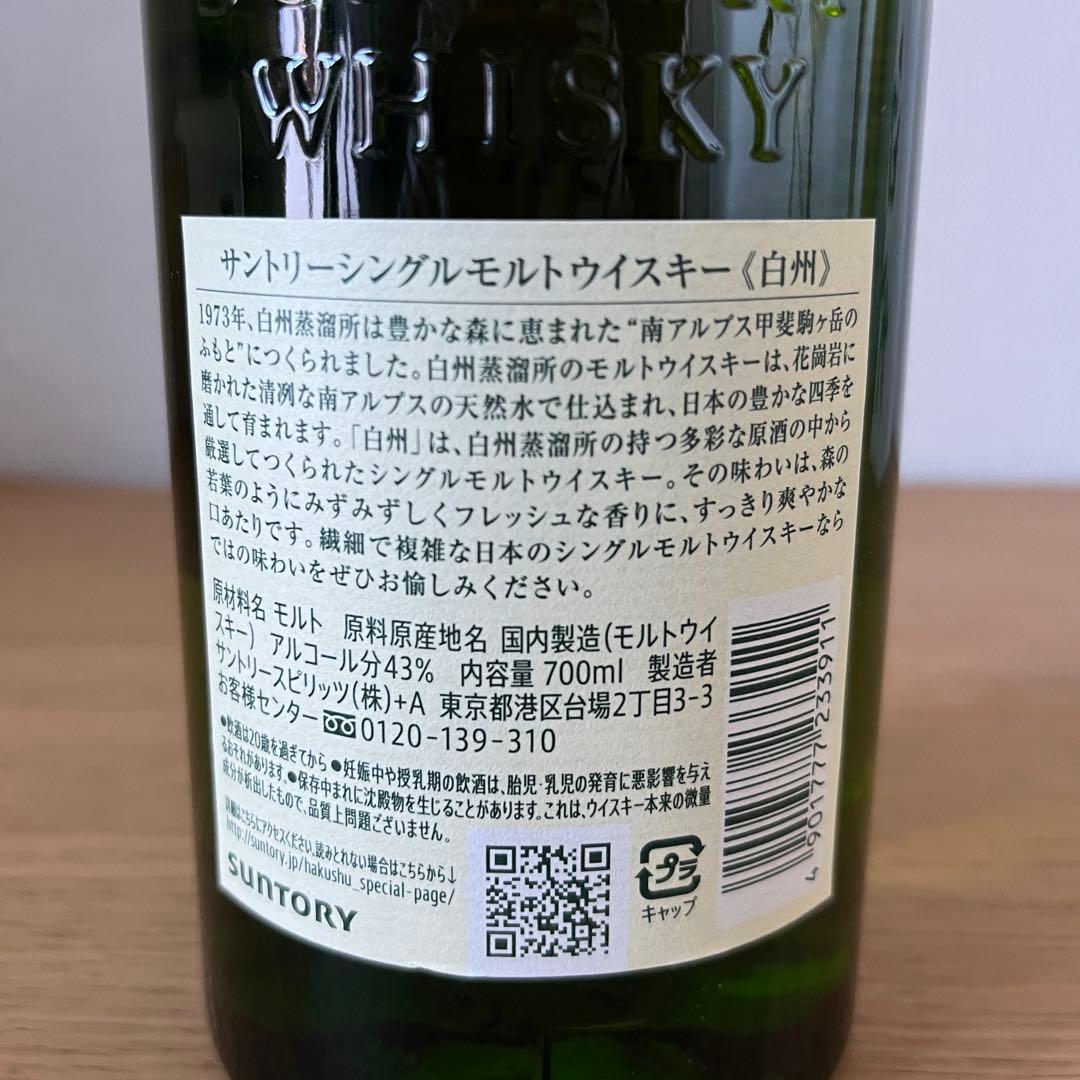 WHISKY
サントリーシングルモルトウイスキー《白州》
1973年、白州蒸溜所は豊かな森に恵まれた“南アルプス甲斐駒ヶ岳の
ふもと”につくられました。白州蒸溜所のモルトウイスキーは、花崗岩に
磨かれた清冽な南アルプスの天然水で仕込まれ、日本の豊かな四季を
通して育まれます。「白州」は、白州蒸溜所の持つ多彩な原酒の中から
厳選してつくられたシングルモルトウイスキー。その味わいは、森の
若葉のようにみずみずしくフレッシュな香りに、すっきり爽やかな
口あたりです。繊細で複雑な日本のシングルモルトウイスキーなら
ではの味わいをぜひお愉しみください。
原材料名 モルト 原料原産地名 国内製造(モルトウイ
スキー) アルコール分43% 内容量 700ml 製造者
サントリースピリッツ(株)+A 東京都港区台場2丁目3-3
お客様センター 0120-139-310
●飲酒は20歳を過ぎてから ●妊娠中や授乳期の飲酒は、胎児・乳児の発育に悪影響を与え
るおそれがあります。●保存中まれに沈殿物を生じることがあります。これは、ウイスキー本来の微量
成分が析出したもので、品質上問題ございません。
詳細はこちらにアクセスください。読みとれない場合はこちらから↓
http://suntory.jp/hakushu_special-page/
SUNTORY
プラ
キャップ
4901777233911